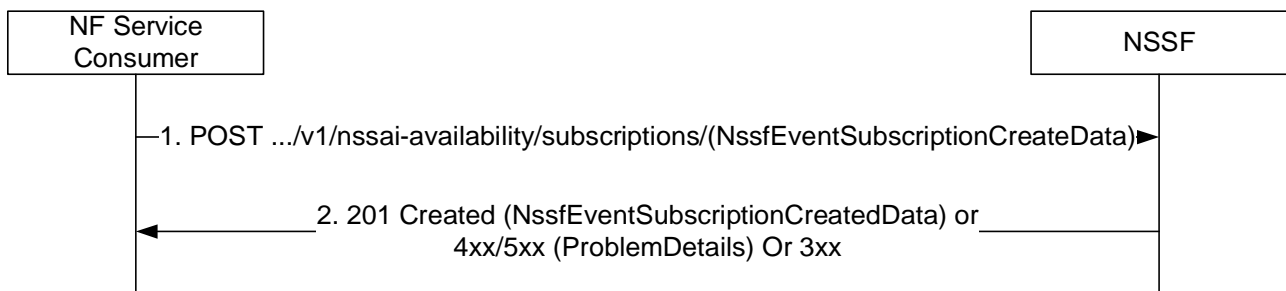 NF Service
Consumer
NSSF
1. POST .../v1/nssai-availability/subscriptions/(NssfEventSubscriptionCreateData)
2. 201 Created (NssfEventSubscriptionCreatedData) or
4xx/5xx (ProblemDetails) Or 3xx